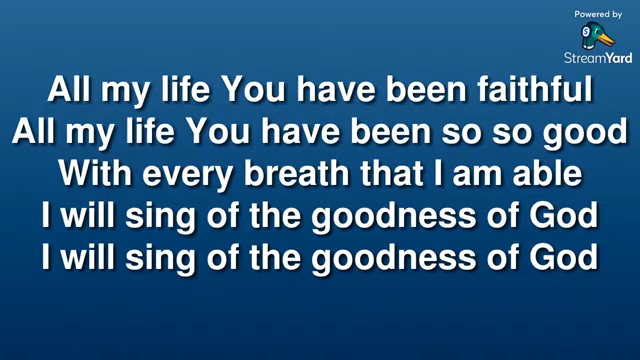 Powered by
StreamYard
All my life You have been faithful
All my life You have been so so good
With every breath that I am able
I will sing of the goodness of God
I will sing of the goodness of God